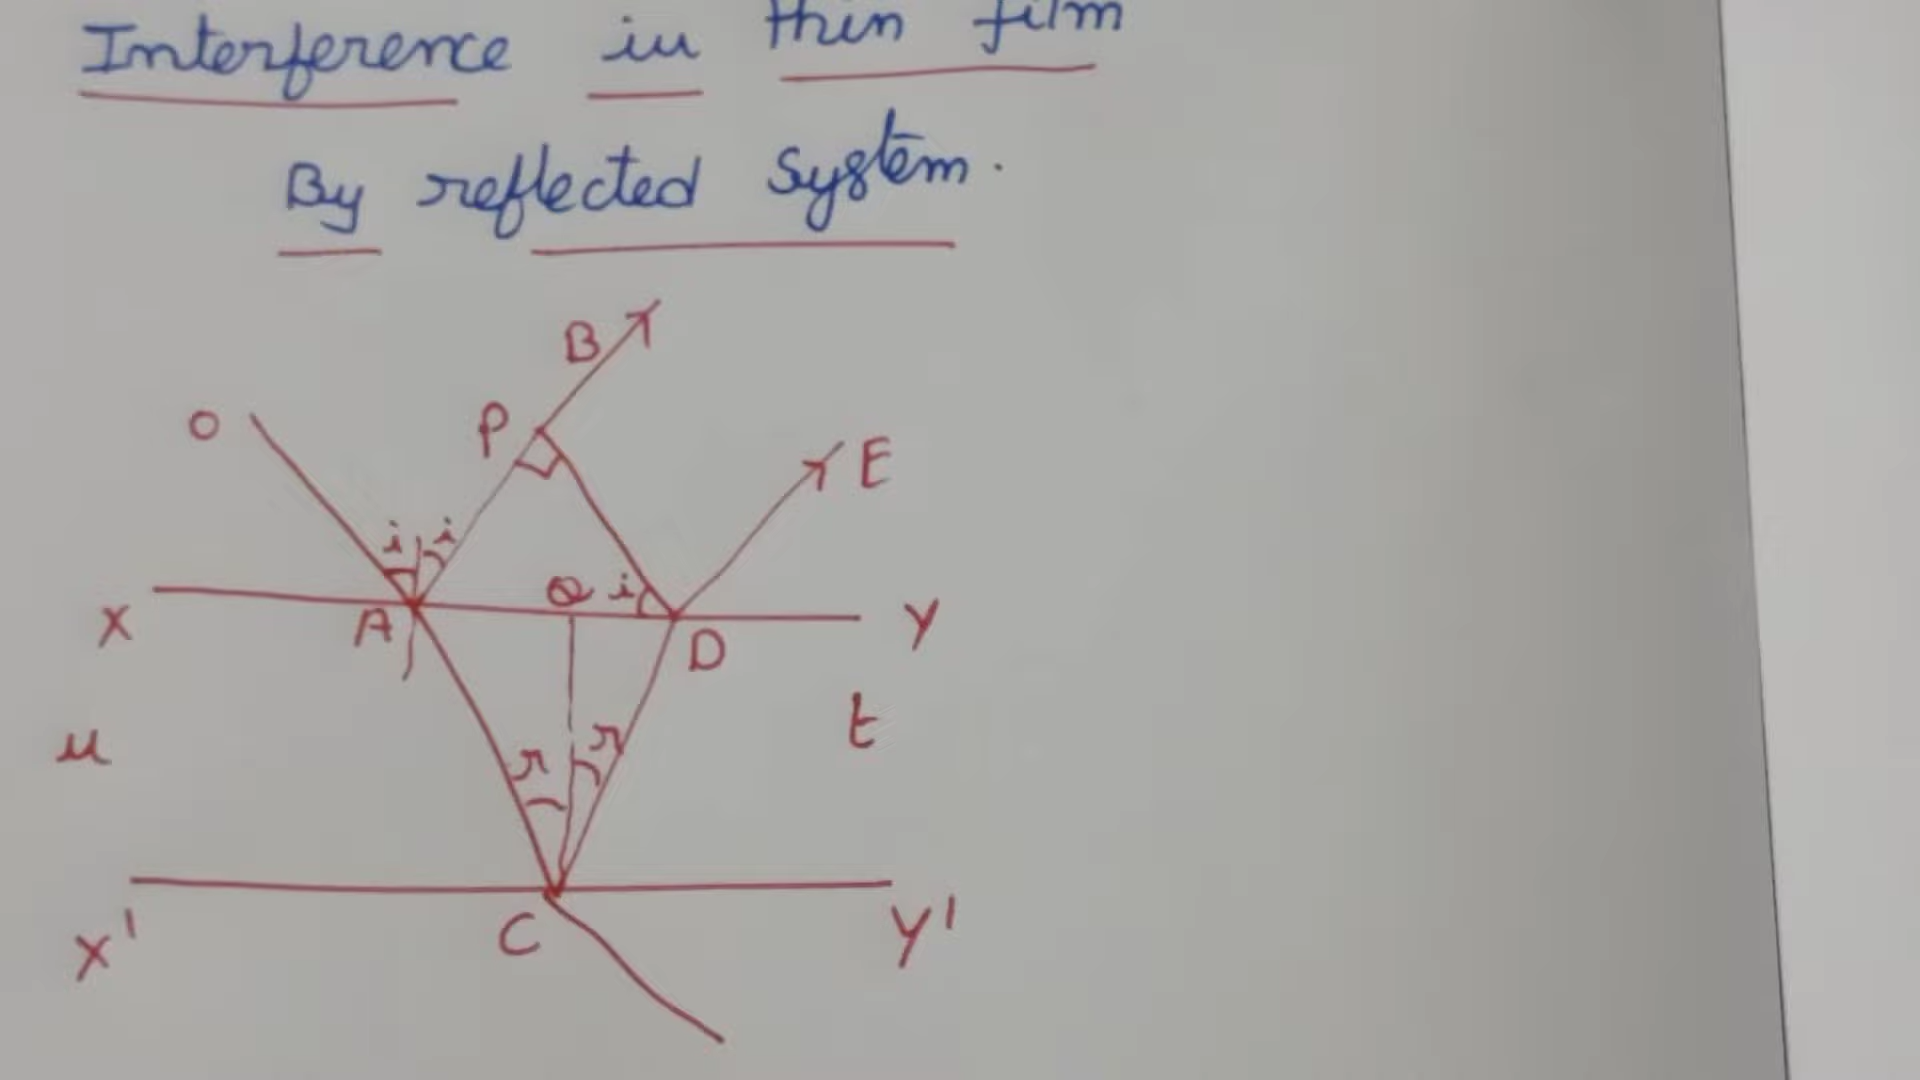 Interference in thin film
By reflected system.
B
O P E
i i
Q i
X A D Y
μ t
r r
X' C Y'